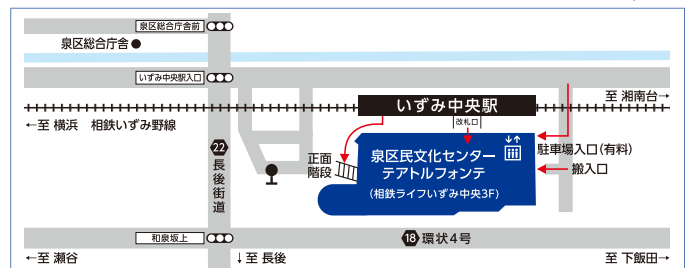 泉区総合庁舎前
泉区総合庁舎
いずみ中央駅入口
いずみ中央駅
至 湘南台→
←至 横浜 相鉄いずみ野線
改札口
22
長後街道
正面
階段
泉区民文化センター
テアトルフォンテ
(相鉄ライフいずみ中央3F)
駐車場入口(有料)
搬入口
和泉坂上
18 環状4号
←至 瀬谷
↓至 長後
至 下飯田→